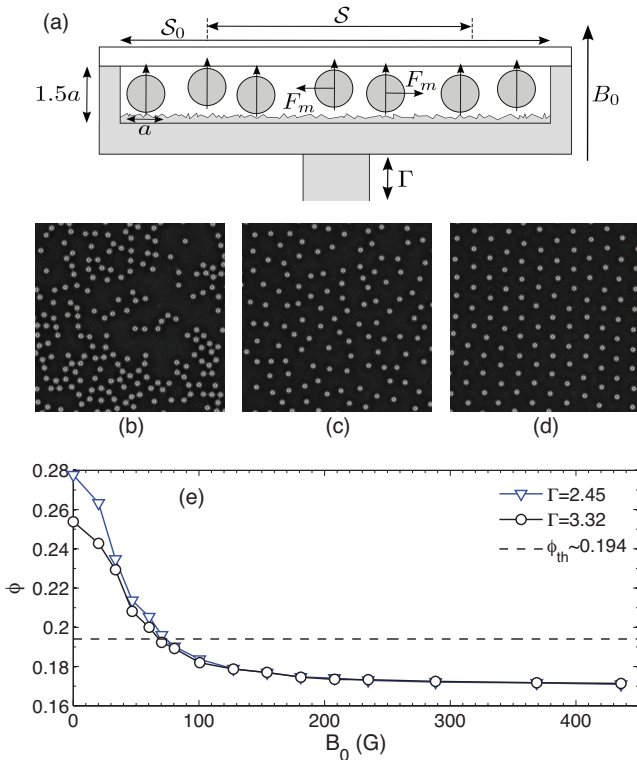 (a)
𝒮
𝒮₀
1.5a
Fₘ
Fₘ
B₀
a
Γ
(b)
(c)
(d)
0.28
(e)
Γ=2.45
0.26
Γ=3.32
0.24
ϕth~0.194
ϕ
0.22
0.2
0.18
0.16
0
100
200
300
400
B₀ (G)